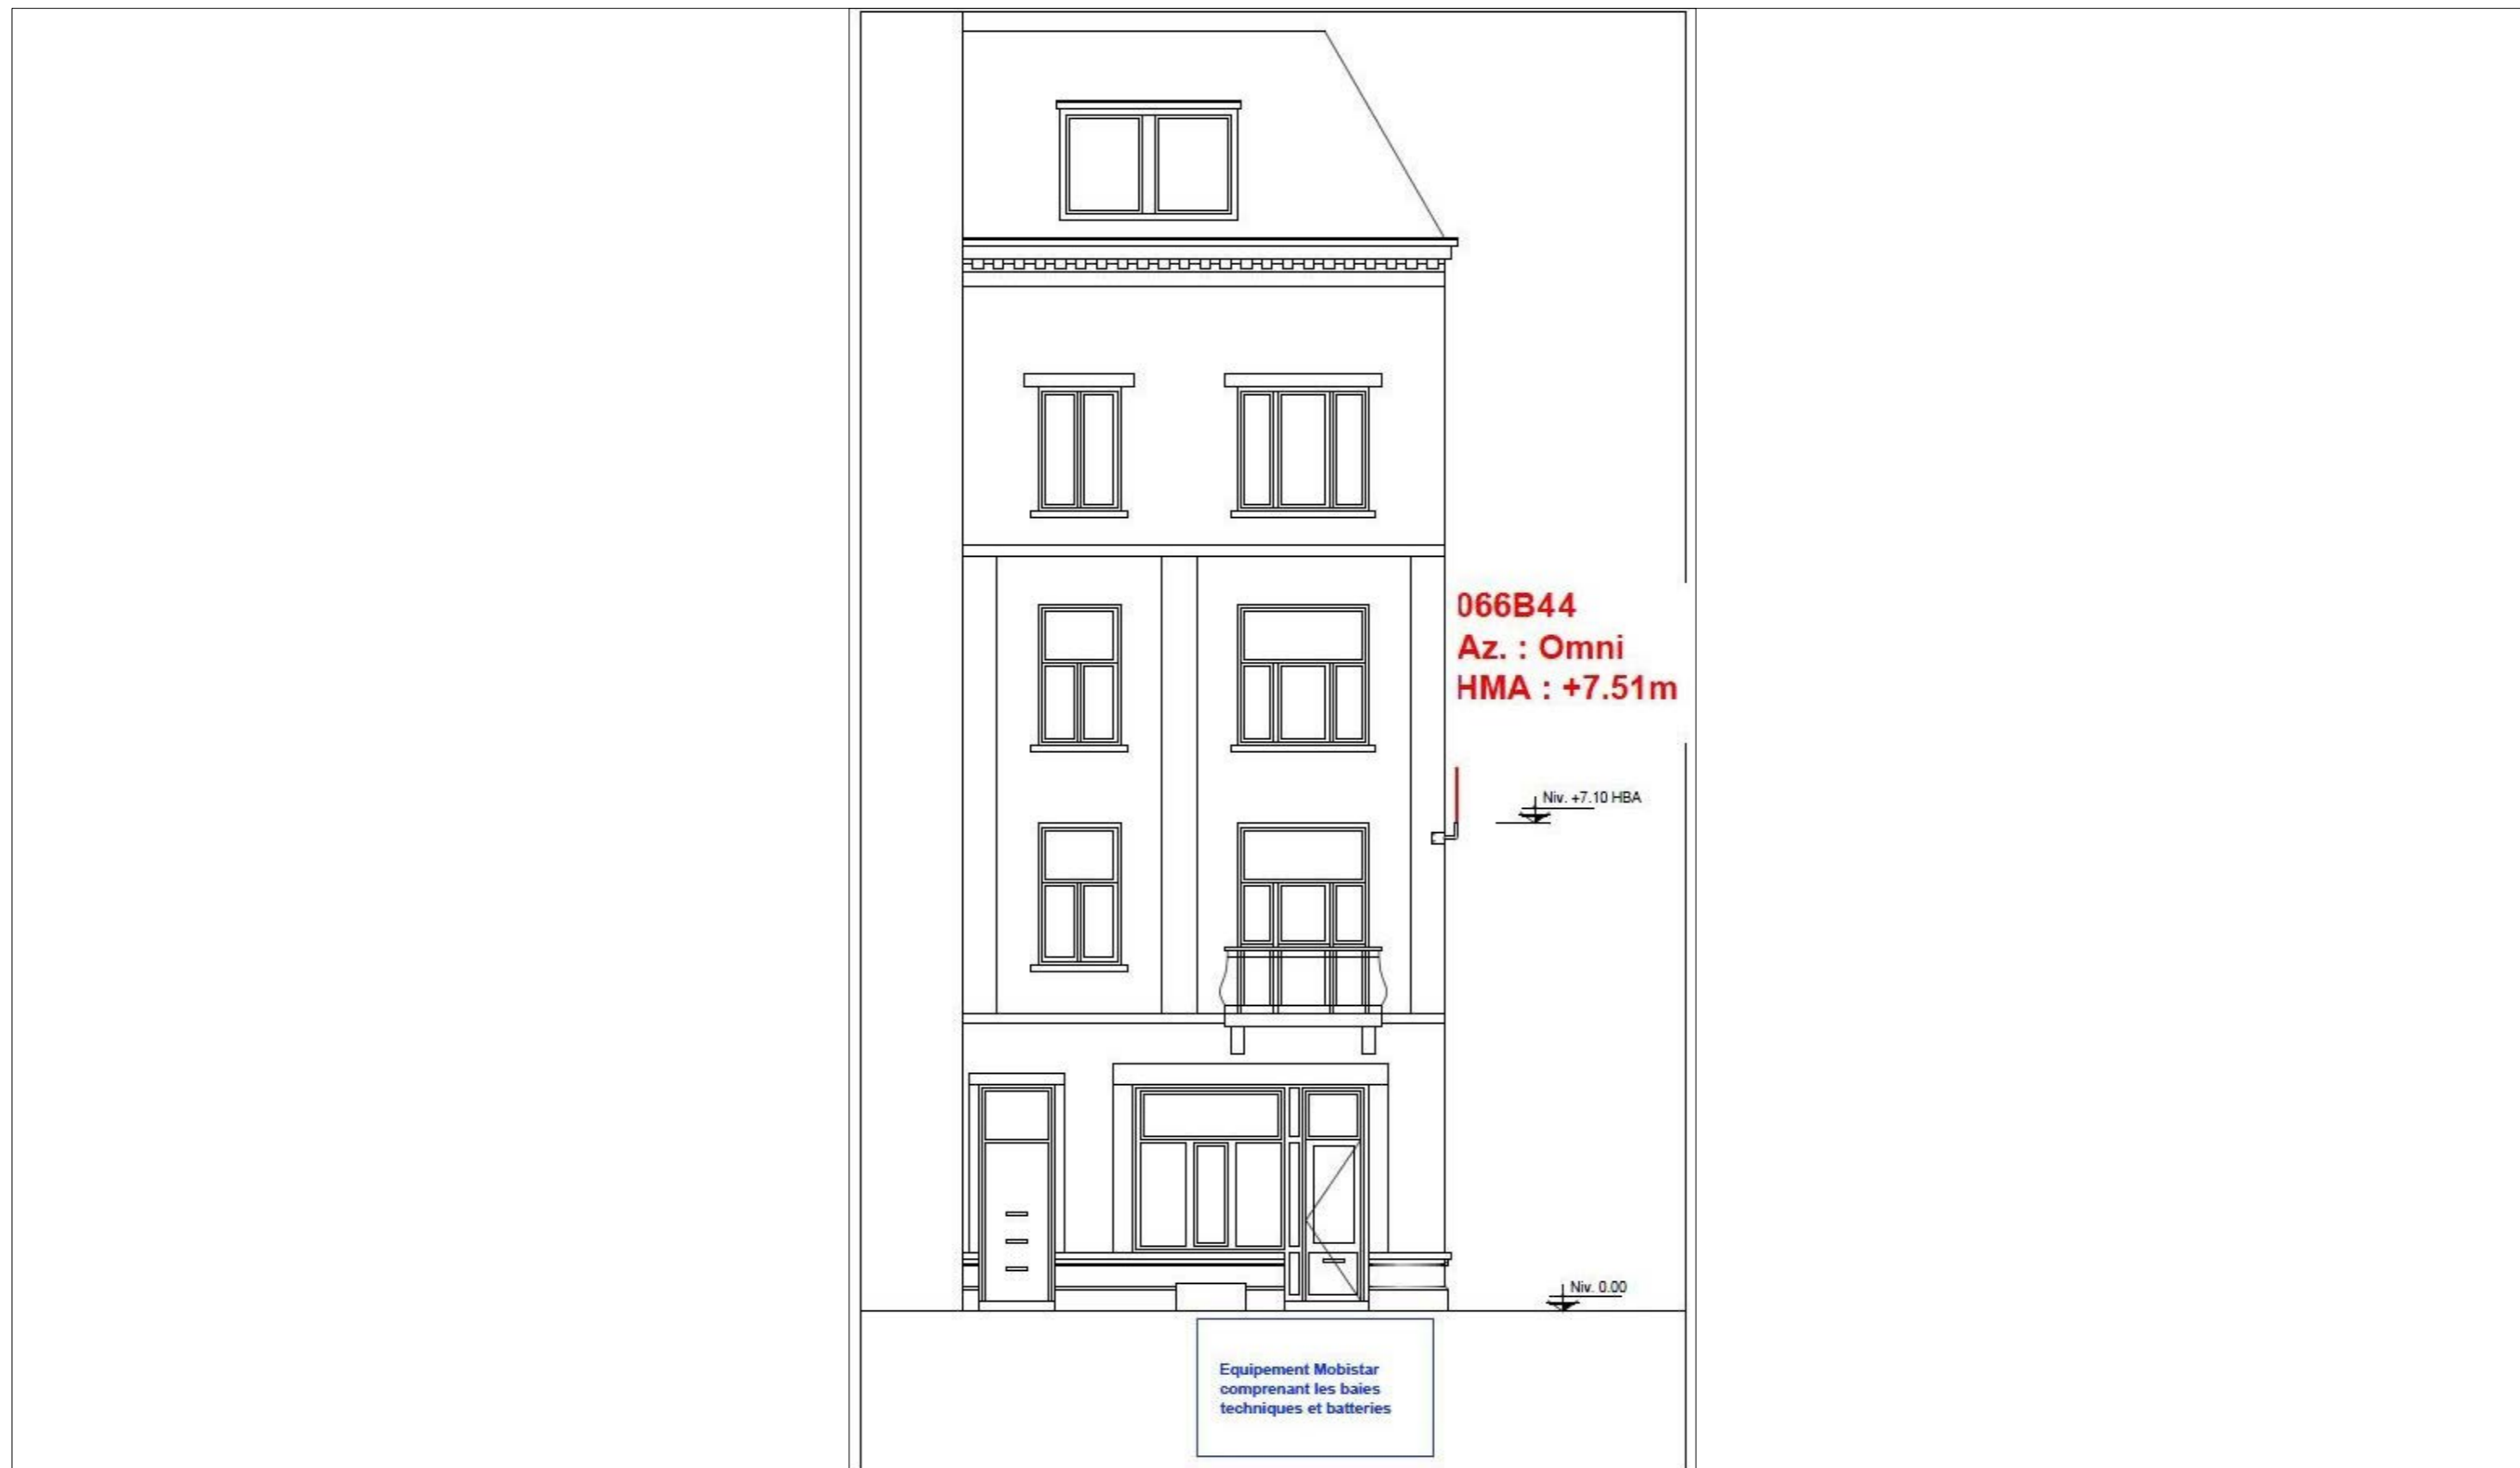 066B44
Az. : Omni
HMA : +7.51m
Niv. +7.10 HBA
Niv. 0.00
Equipement Mobistar
comprenant les baies
techniques et batteries